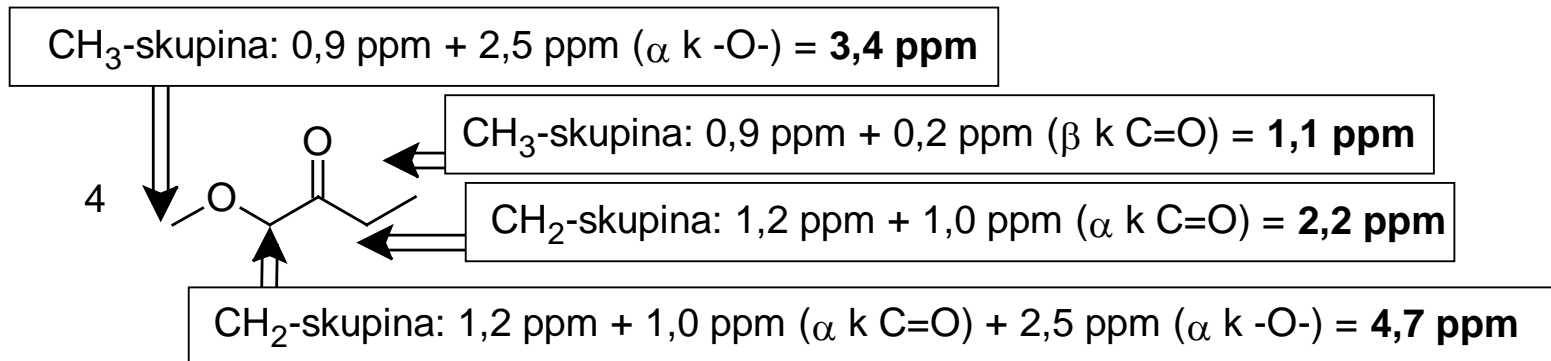 CH3-skupina: 0,9 ppm + 2,5 ppm (α k -O-) = 3,4 ppm
CH3-skupina: 0,9 ppm + 0,2 ppm (β k C=O) = 1,1 ppm
O
4
O
CH2-skupina: 1,2 ppm + 1,0 ppm (α k C=O) = 2,2 ppm
CH2-skupina: 1,2 ppm + 1,0 ppm (α k C=O) + 2,5 ppm (α k -O-) = 4,7 ppm